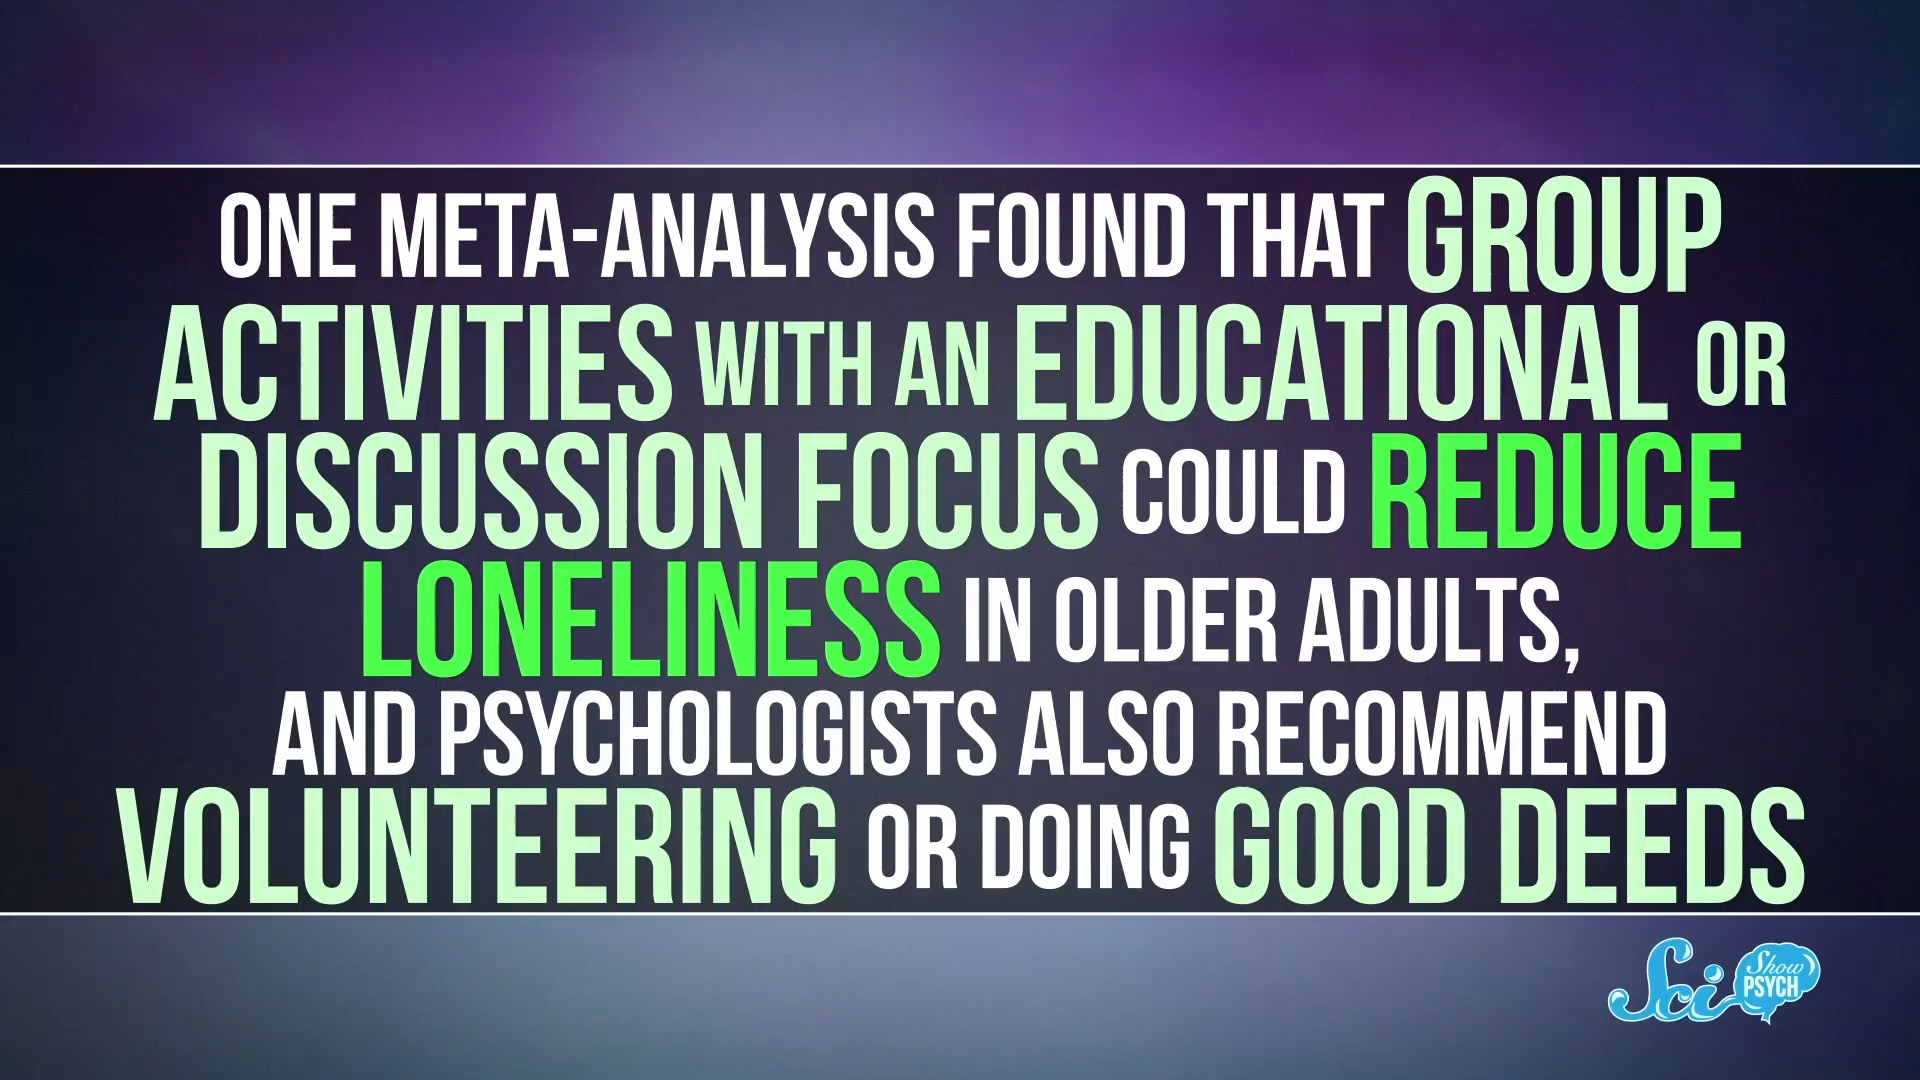 ONE META-ANALYSIS FOUND THAT GROUP
ACTIVITIES WITH AN EDUCATIONAL OR
DISCUSSION FOCUS COULD REDUCE
LONELINESS IN OLDER ADULTS,
AND PSYCHOLOGISTS ALSO RECOMMEND
VOLUNTEERING OR DOING GOOD DEEDS
Sci Show
PSYCH